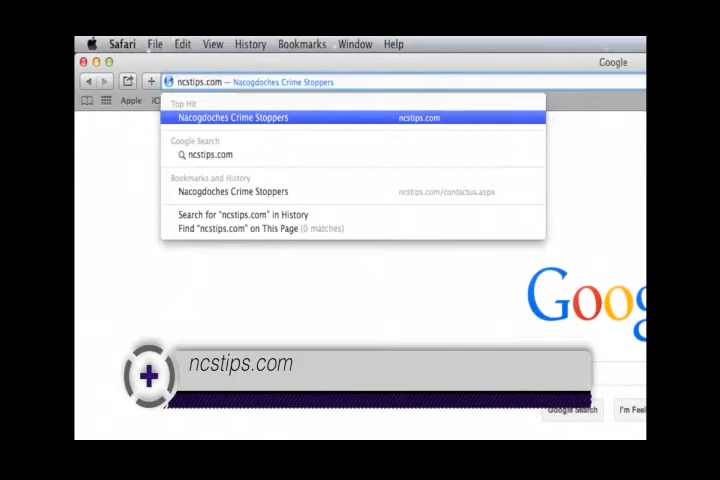 Safari File Edit View History Bookmarks Window Help
Google
ncstips.com — Nacogdoches Crime Stoppers
Apple
Top Hit
Nacogdoches Crime Stoppers ncstips.com
Google Search
ncstips.com
Bookmarks and History
Nacogdoches Crime Stoppers ncstips.com/contactus.aspx
Search for "ncstips.com" in History
Find "ncstips.com" on This Page (0 matches)
Goog
ncstips.com
Google Search I'm Feel